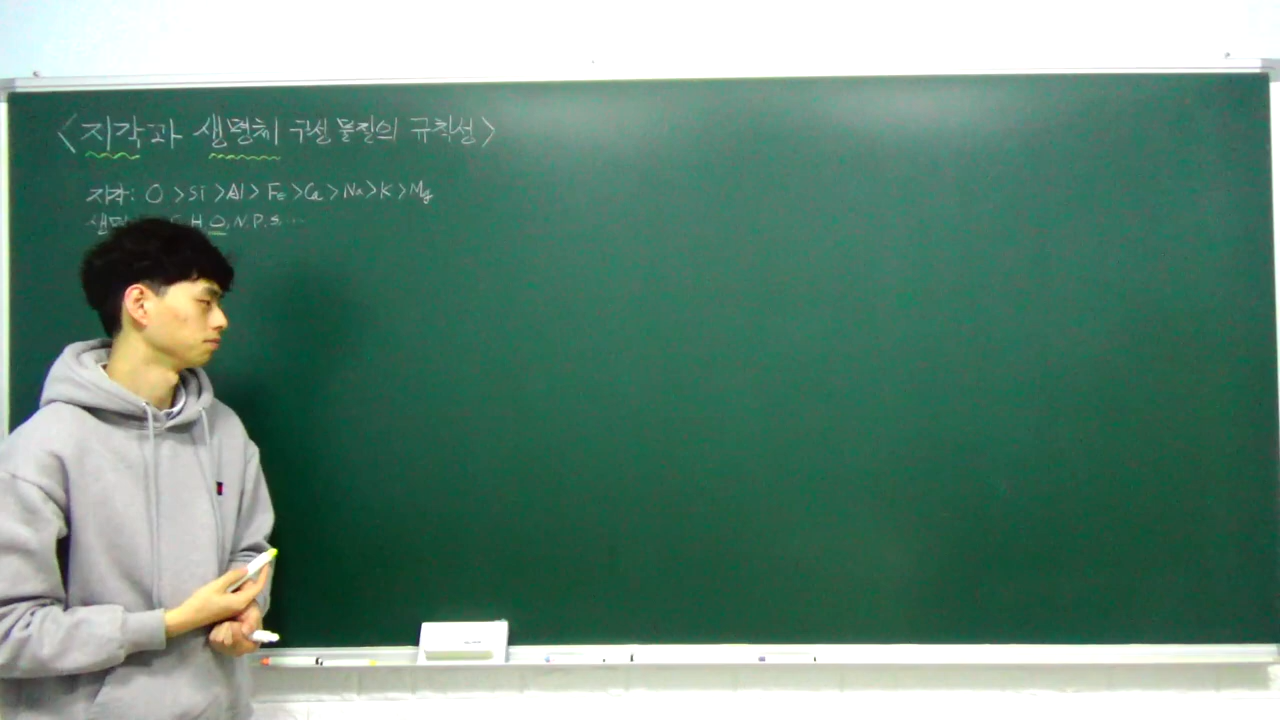 <지각과 생명체 구성 물질의 규칙성>
지각: O >Si >Al > Fe >Ca > Na > K > Mg
생명 H, O, N, P, S, ...